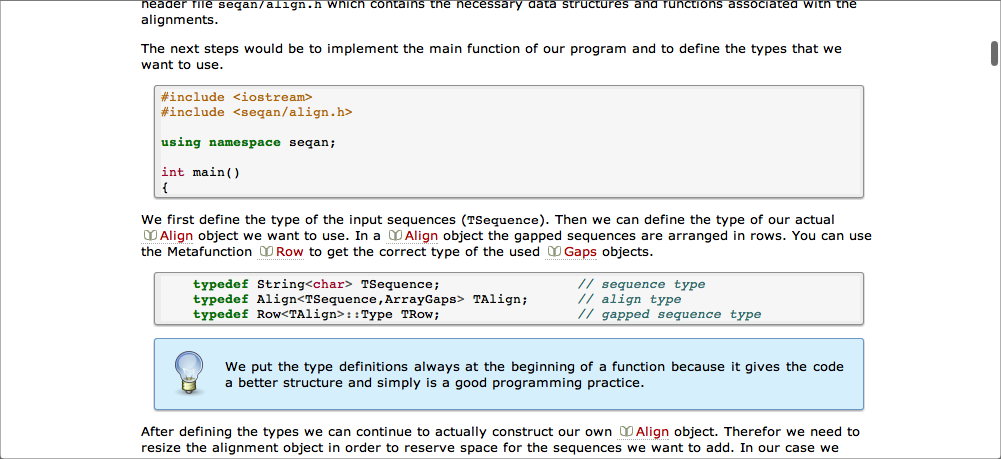 header file seqan/align.h which contains the necessary data structures and functions associated with the
alignments.
The next steps would be to implement the main function of our program and to define the types that we
want to use.
#include <iostream>
#include <seqan/align.h>
using namespace seqan;
int main()
{
We first define the type of the input sequences (TSequence). Then we can define the type of our actual
Align object we want to use. In a Align object the gapped sequences are arranged in rows. You can use
the Metafunction Row to get the correct type of the used Gaps objects.
typedef String<char> TSequence; // sequence type
typedef Align<TSequence,ArrayGaps> TAlign; // align type
typedef Row<TAlign>::Type TRow; // gapped sequence type
We put the type definitions always at the beginning of a function because it gives the code
a better structure and simply is a good programming practice.
After defining the types we can continue to actually construct our own Align object. Therefor we need to
resize the alignment object in order to reserve space for the sequences we want to add. In our case we